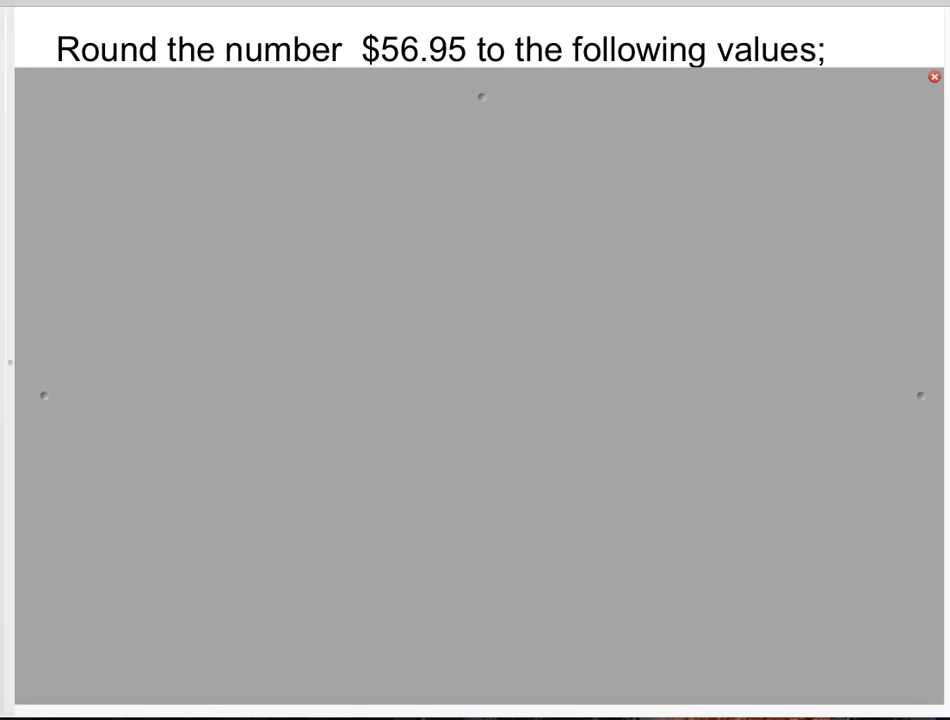 Round the number  $56.95 to the following values;